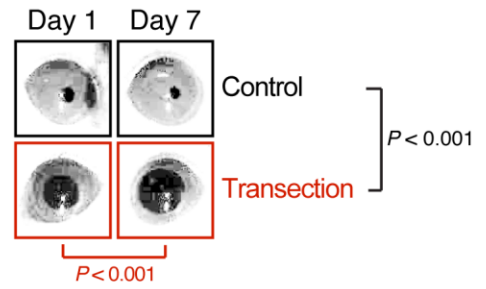 Day 1 Day 7
Control
P < 0.001
Transection
P < 0.001